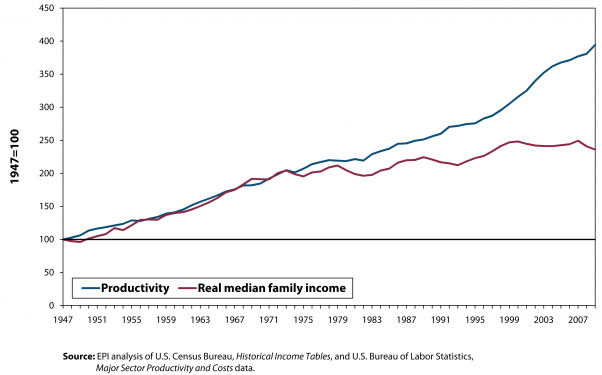 450
400
350
300
250
200
150
100
50
0
1947=100
Productivity Real median family income
1947 1951 1955 1959 1963 1967 1971 1975 1979 1983 1987 1991 1995 1999 2003 2007
Source: EPI analysis of U.S. Census Bureau, Historical Income Tables, and U.S. Bureau of Labor Statistics,
Major Sector Productivity and Costs data.